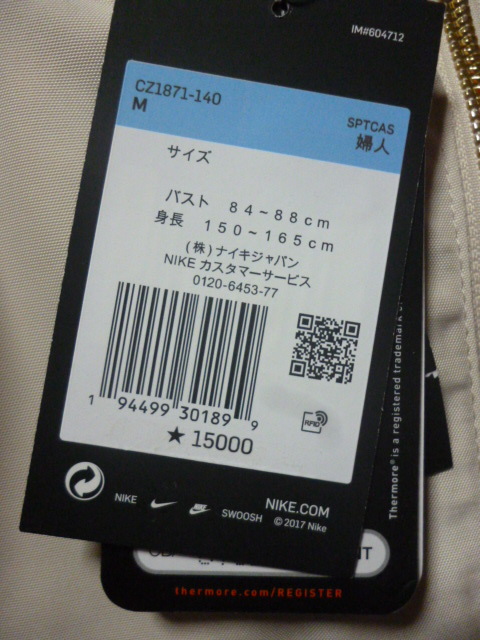 IM#604712
CZ1871-140
M
SPTCAS
婦人
サイズ
バスト 84~88cm
身長 150~165cm
(株)ナイキジャパン
NIKE カスタマーサービス
0120-6453-77
1 94499 30189 9
RFID
★ 15000
NIKE
SWOOSH
NIKE.COM
©2017 Nike
Thermore® is a registered trademark
thermore.com/REGISTER